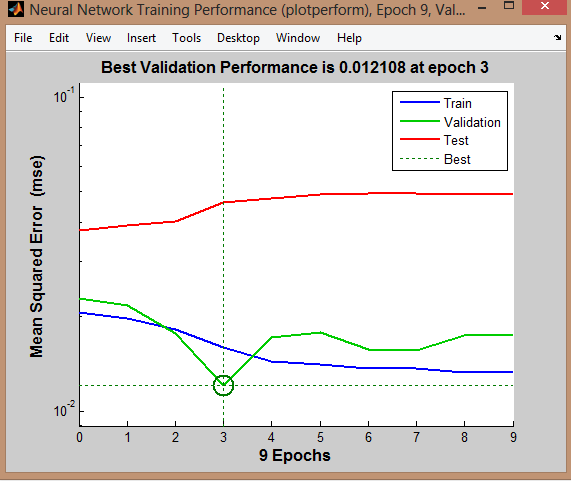 Neural Network Training Performance (plotperform), Epoch 9, Val...
File Edit View Insert Tools Desktop Window Help
Best Validation Performance is 0.012108 at epoch 3
10^-1
Train
Validation
Test
Best
Mean Squared Error (mse)
10^-2
0 1 2 3 4 5 6 7 8 9
9 Epochs